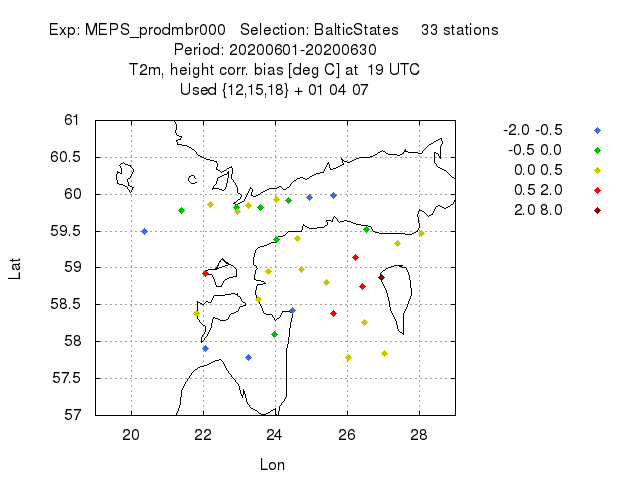 Exp: MEPS_prodmbr000   Selection: BalticStates     33 stations
Period: 20200601-20200630
T2m, height corr. bias [deg C] at  19 UTC
Used {12,15,18} + 01 04 07
-2.0 -0.5
-0.5 0.0
0.0 0.5
0.5 2.0
2.0 8.0
61
60.5
60
59.5
59
58.5
58
57.5
57
Lat
20 22 24 26 28
Lon